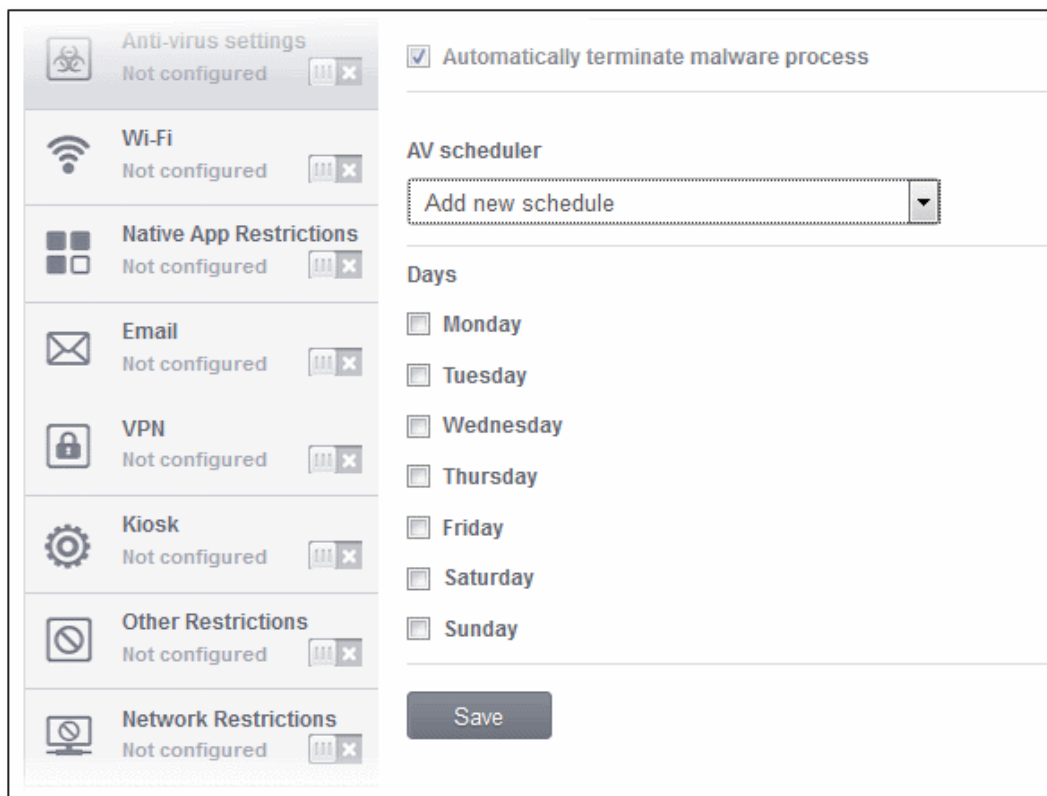 Anti-virus settings
Not configured
Wi-Fi
Not configured
Native App Restrictions
Not configured
Email
Not configured
VPN
Not configured
Kiosk
Not configured
Other Restrictions
Not configured
Network Restrictions
Not configured
Automatically terminate malware process
AV scheduler
Add new schedule
Days
Monday
Tuesday
Wednesday
Thursday
Friday
Saturday
Sunday
Save